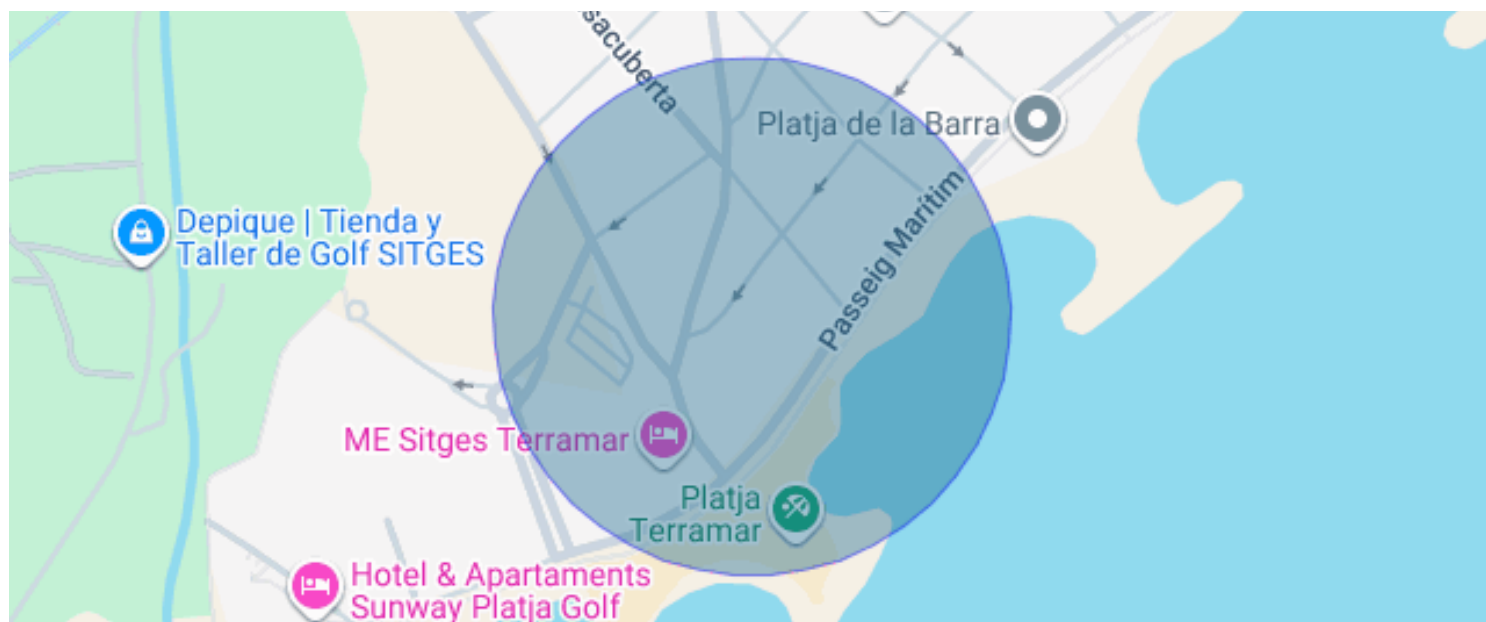 sacuberta
Platja de la Barra
Passeig Marítim
Depique | Tienda y
Taller de Golf SITGES
ME Sitges Terramar
Platja
Terramar
Hotel & Apartaments
Sunway Platja Golf